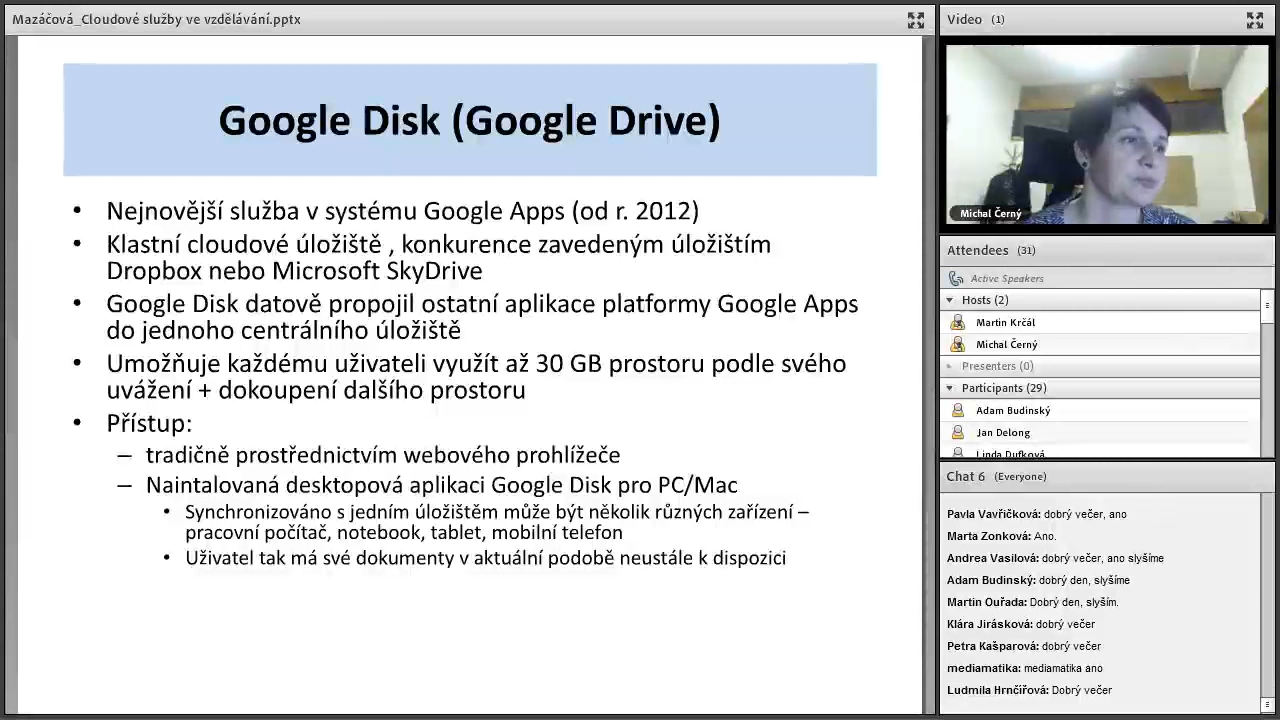 Mazáčová_Cloudové služby ve vzdělávání.pptx
Google Disk (Google Drive)
• Nejnovější služba v systému Google Apps (od r. 2012)
• Klastní cloudové úložiště , konkurence zavedeným úložištím
Dropbox nebo Microsoft SkyDrive
• Google Disk datově propojil ostatní aplikace platformy Google Apps
do jednoho centrálního úložiště
• Umožňuje každému uživateli využít až 30 GB prostoru podle svého
uvážení + dokoupení dalšího prostoru
• Přístup:
– tradičně prostřednictvím webového prohlížeče
– Naintalovaná desktopová aplikaci Google Disk pro PC/Mac
• Synchronizováno s jedním úložištěm může být několik různých zařízení –
pracovní počítač, notebook, tablet, mobilní telefon
• Uživatel tak má své dokumenty v aktuální podobě neustále k dispozici
Video (1)
Michal Černý
Attendees (31)
Active Speakers
Hosts (2)
Martin Krčál
Michal Černý
Presenters (0)
Participants (29)
Adam Budinský
Jan Delong
Linda Dufková
Chat 6 (Everyone)
Pavla Vavřičková: dobrý večer, ano
Marta Zonková: Ano.
Andrea Vasilová: dobrý večer, ano slyšíme
Adam Budinský: dobrý den, slyšíme
Martin Ouřada: Dobrý den, slyším.
Klára Jirásková: dobrý večer
Petra Kašparová: dobrý večer
mediamatika: mediamatika ano
Ludmila Hrnčířová: Dobrý večer